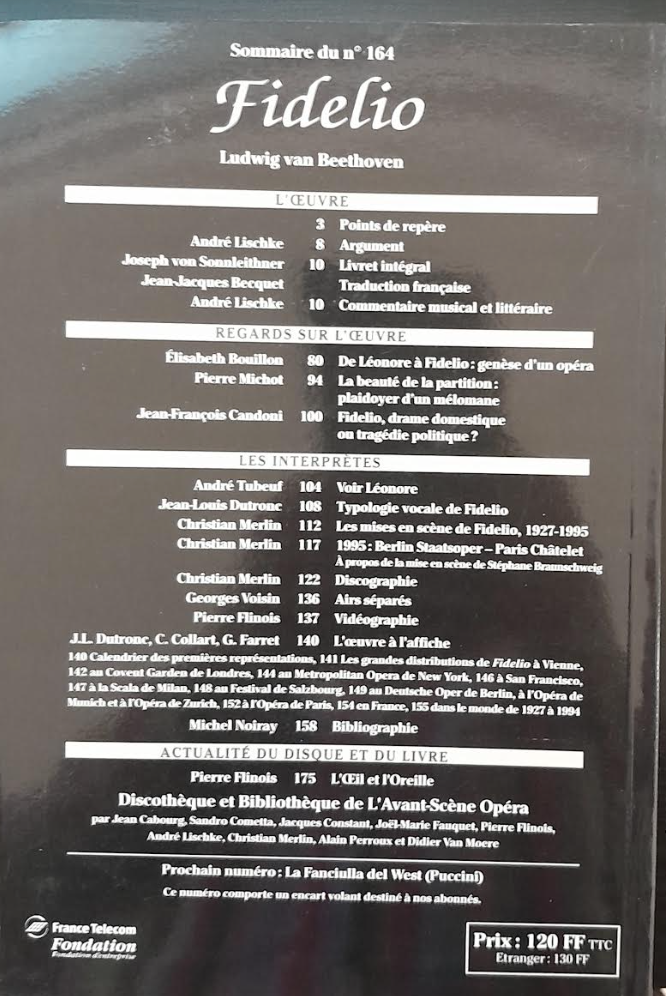 Sommaire du n° 164
Fidelio
Ludwig van Beethoven
L'ŒUVRE
3 Points de repère
André Lischke 8 Argument
Joseph von Sonnleithner 10 Livret intégral
Jean-Jacques Becquet Traduction française
André Lischke 10 Commentaire musical et littéraire
REGARDS SUR L'ŒUVRE
Élisabeth Bouillon 80 De Léonore à Fidelio : genèse d'un opéra
Pierre Michot 94 La beauté de la partition :
plaidoyer d'un mélomane
Jean-François Candoni 100 Fidelio, drame domestique
ou tragédie politique ?
LES INTERPRÈTES
André Tubeuf 104 Voir Léonore
Jean-Louis Dutronc 108 Typologie vocale de Fidelio
Christian Merlin 112 Les mises en scène de Fidelio, 1927-1995
Christian Merlin 117 1995 : Berlin Staatsoper – Paris Châtelet
À propos de la mise en scène de Stéphane Braunschweig
Christian Merlin 122 Discographie
Georges Voisin 136 Airs séparés
Pierre Flinois 137 Vidéographie
J.L. Dutronc, C. Collart, G. Farret 140 L'œuvre à l'affiche
140 Calendrier des premières représentations, 141 Les grandes distributions de Fidelio à Vienne,
142 au Covent Garden de Londres, 144 au Metropolitan Opera de New York, 146 à San Francisco,
147 à la Scala de Milan, 148 au Festival de Salzbourg, 149 au Deutsche Oper de Berlin, à l'Opéra de
Munich et à l'Opéra de Zurich, 152 à l'Opéra de Paris, 154 en France, 155 dans le monde de 1927 à 1994
Michel Noiray 158 Bibliographie
ACTUALITÉ DU DISQUE ET DU LIVRE
Pierre Flinois 175 L'Œil et l'Oreille
Discothèque et Bibliothèque de L'Avant-Scène Opéra
par Jean Cabourg, Sandro Cometta, Jacques Constant, Joël-Marie Fauquet, Pierre Flinois,
André Lischke, Christian Merlin, Alain Perroux et Didier Van Moere
Prochain numéro : La Fanciulla del West (Puccini)
Ce numéro comporte un encart volant destiné à nos abonnés.
France Telecom
Fondation
Fondation d'entreprise
Prix : 120 FF TTC
Etranger : 130 FF